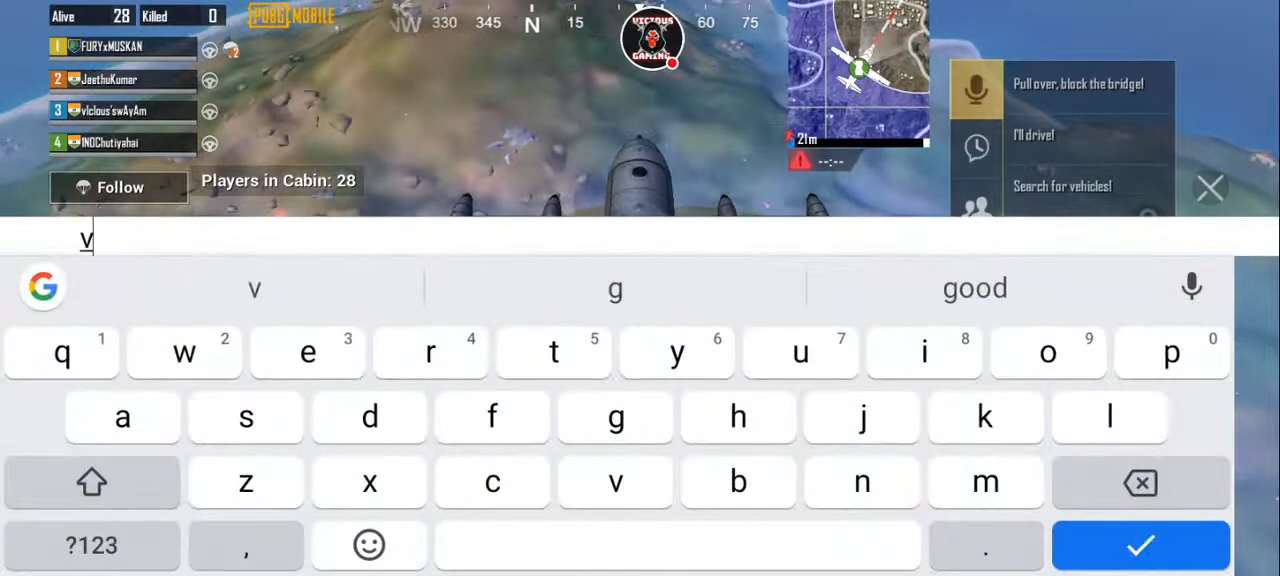 Alive 28 Killed 0 PUBG MOBILE
NW 330 345 N 15 60 75
VICIOUS GAMING
1 FURYxMUSKAN
2
2 JeethuKumar
3 vIcIous'swAyAm
4 INDChutiyahai
Follow
Players in Cabin: 28
21m
--:--
Pull over, block the bridge!
I'll drive!
Search for vehicles!
v
v g good
q 1 w 2 e 3 r 4 t 5 y 6 u 7 i 8 o 9 p 0
a s d f g h j k l
z x c v b n m
?123 , .